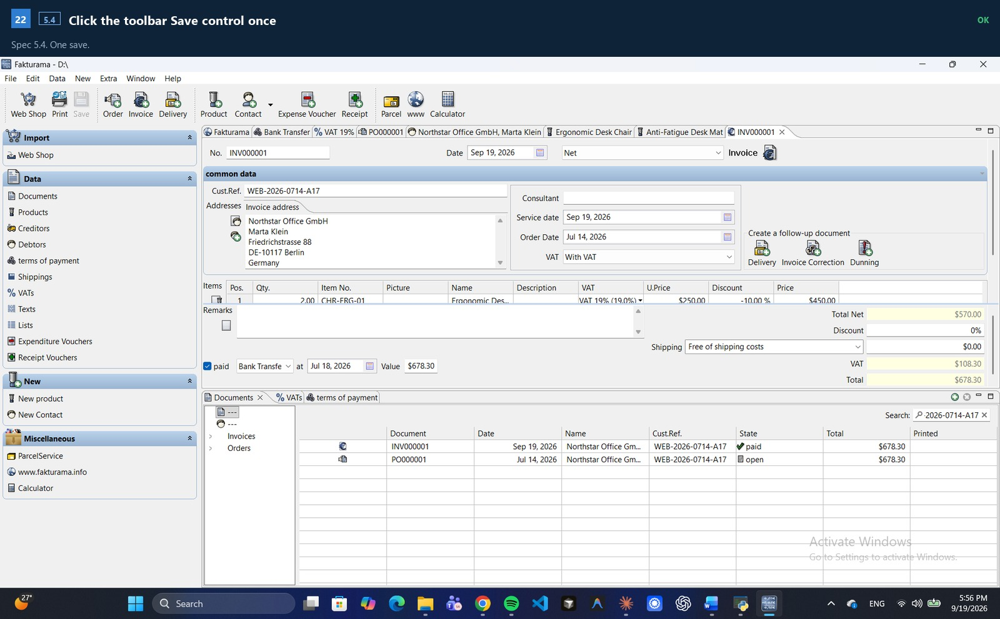 22 5.4 Click the toolbar Save control once OK
Spec 5.4. One save.
Fakturama - D:\
File Edit Data New Extra Window Help
Web Shop Print Save Order Invoice Delivery Product Contact Expense Voucher Receipt Parcel www Calculator
Import
Web Shop
Data
Documents
Products
Creditors
Debtors
terms of payment
Shippings
VATs
Texts
Lists
Expenditure Vouchers
Receipt Vouchers
New
New product
New Contact
Miscellaneous
ParcelService
www.fakturama.info
Calculator
Fakturama Bank Transfer VAT 19% PO000001 Northstar Office GmbH, Marta Klein Ergonomic Desk Chair Anti-Fatigue Desk Mat INV000001
No. INV000001 Date Sep 19, 2026 Net Invoice
common data
Cust.Ref. WEB-2026-0714-A17
Addresses Invoice address
Northstar Office GmbH
Marta Klein
Friedrichstrasse 88
DE-10117 Berlin
Germany
Consultant
Service date Sep 19, 2026
Order Date Jul 14, 2026
VAT With VAT
Create a follow-up document
Delivery Invoice Correction Dunning
Items Pos. Qty. Item No. Picture Name Description VAT U.Price Discount Price
1 2.00 CHR-ERG-01 Ergonomic Des... VAT 19% (19.0%) $250.00 -10.00 % $450.00
Remarks
Total Net $570.00
Discount 0%
Shipping Free of shipping costs $0.00
VAT $108.30
Total $678.30
paid Bank Transfe at Jul 18, 2026 Value $678.30
Documents VATs terms of payment
Search: 2026-0714-A17
---
---
Invoices
Orders
Document Date Name Cust.Ref. State Total Printed
INV000001 Sep 19, 2026 Northstar Office Gm... WEB-2026-0714-A17 paid $678.30
PO000001 Jul 14, 2026 Northstar Office Gm... WEB-2026-0714-A17 open $678.30
Activate Windows
Go to Settings to activate Windows.
27°
Search
ENG
5:56 PM
9/19/2026